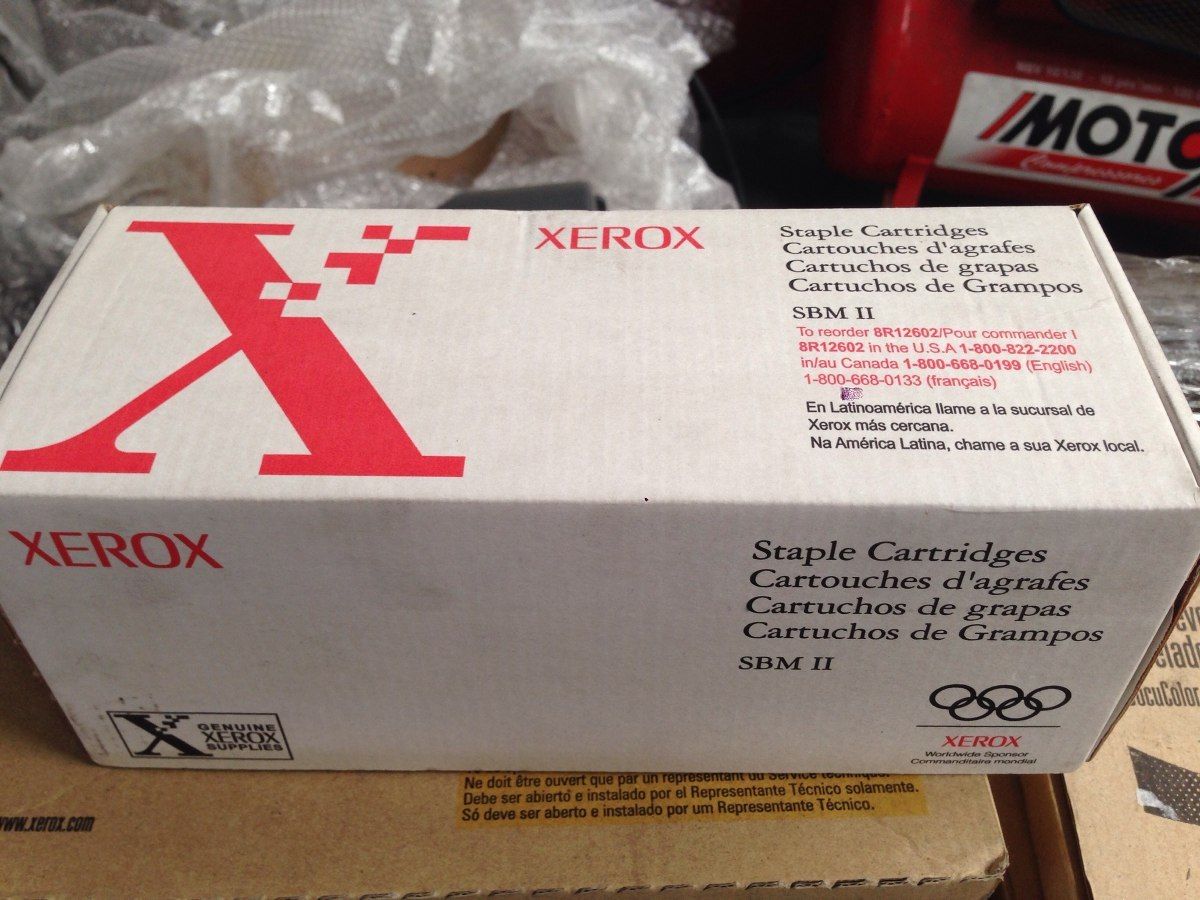 MOTO
XEROX
Staple Cartridges
Cartouches d'agrafes
Cartuchos de grapas
Cartuchos de Grampos
SBM II
To reorder 8R12602/Pour commander l
8R12602 in the U.S.A 1-800-822-2200
in/au Canada 1-800-668-0199 (English)
1-800-668-0133 (français)
En Latinoamérica llame a la sucursal de
Xerox más cercana.
Na América Latina, chame a sua Xerox local.
XEROX
Staple Cartridges
Cartouches d'agrafes
Cartuchos de grapas
Cartuchos de Grampos
SBM II
GENUINE
XEROX
SUPPLIES
XEROX
Worldwide Sponsor
Commanditaire mondial
Ne doit être ouvert que par un représentant du Service technique.
Debe ser abierto e instalado por el Representante Técnico solamente.
Só deve ser aberto e instalado por um Representante Técnico.
www.xerox.com
ocuColor